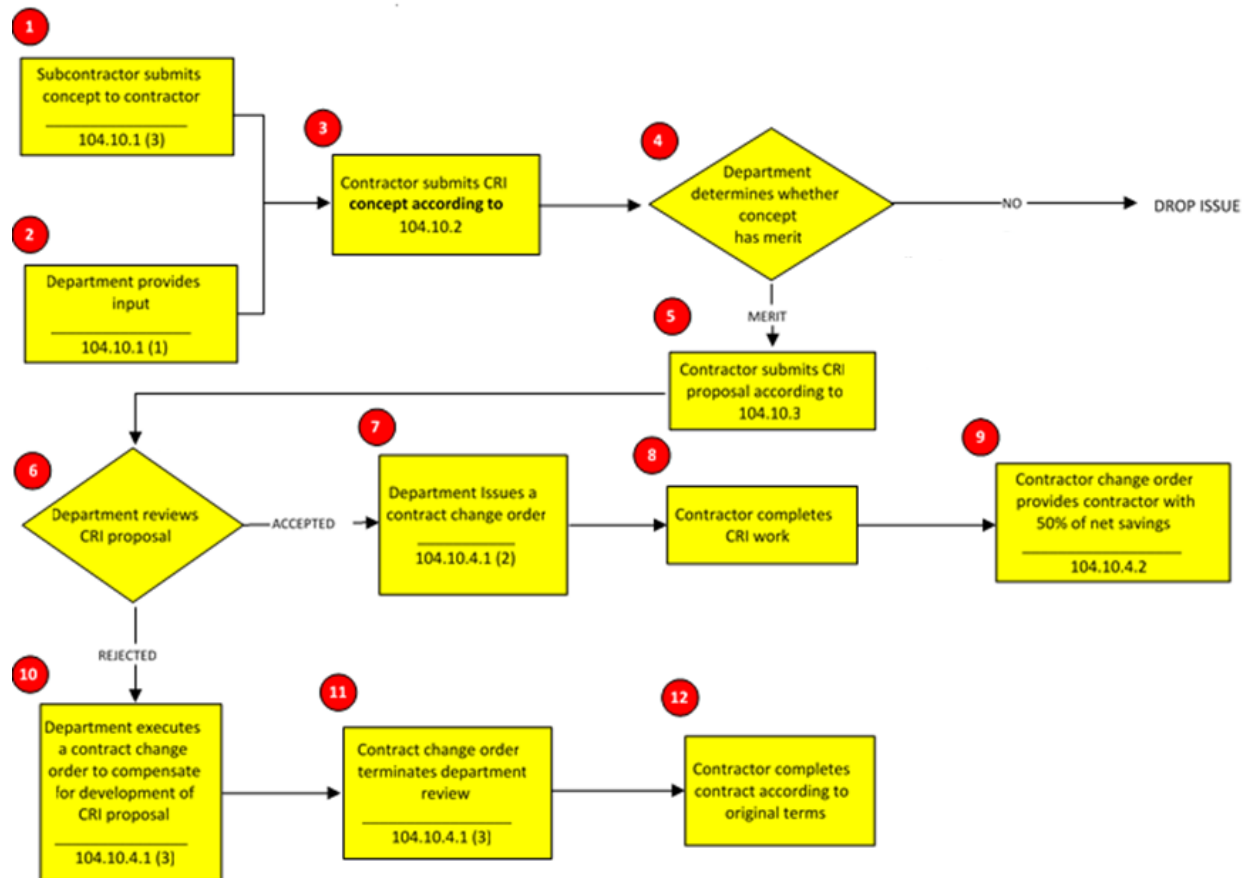 1
Subcontractor submits
concept to contractor
104.10.1 (3)
2
Department provides
input
104.10.1 (1)
3
Contractor submits CRI
concept according to
104.10.2
4
Department
determines whether
concept
has merit
NO
DROP ISSUE
MERIT
5
Contractor submits CRI
proposal according to
104.10.3
6
Department reviews
CRI proposal
ACCEPTED
7
Department Issues a
contract change order
104.10.4.1 (2)
8
Contractor completes
CRI work
9
Contractor change order
provides contractor with
50% of net savings
104.10.4.2
REJECTED
10
Department executes
a contract change
order to compensate
for development of
CRI proposal
104.10.4.1 (3]
11
Contract change order
terminates department
review
104.10.4.1 (3]
12
Contractor completes
contract according to
original terms